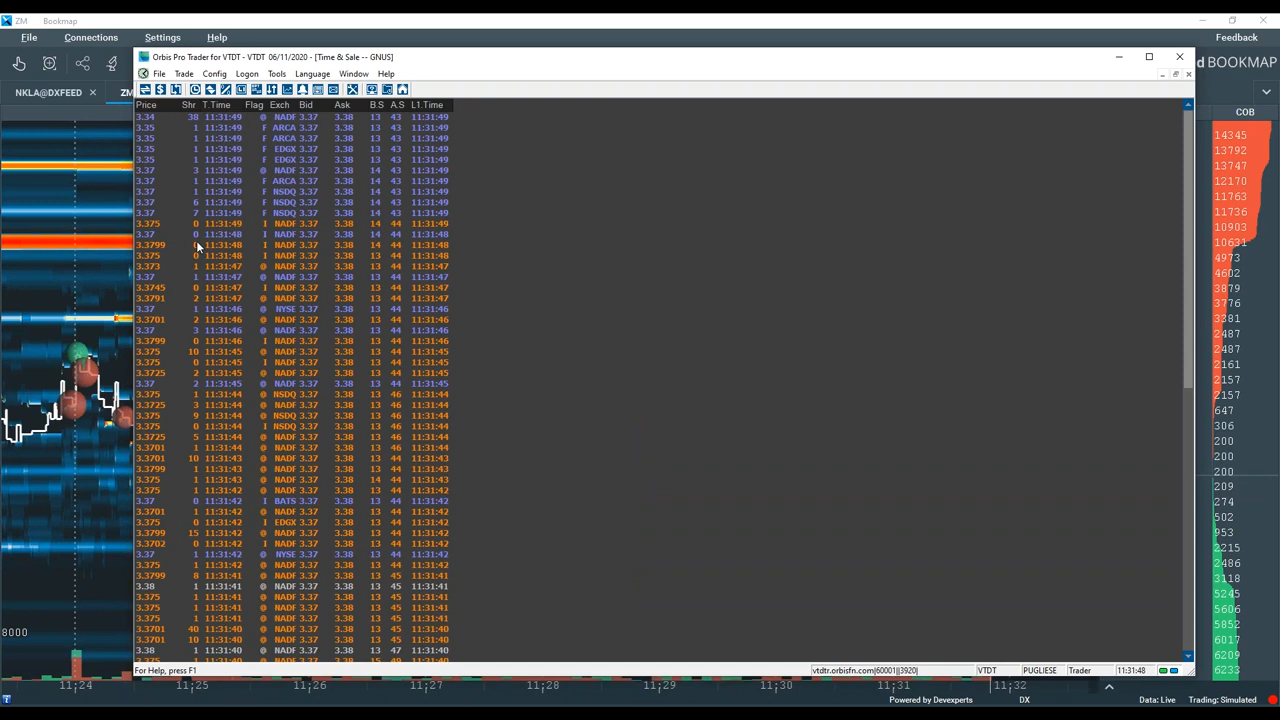 ZM Bookmap
File Connections Settings Help Feedback
Orbis Pro Trader for VTDT - VTDT 06/11/2020 - [Time & Sale -- GNUS]
BOOKMAP
File Trade Config Logon Tools Language Window Help
NKLA@DXFEED ZM
Price Shr T.Time Flag Exch Bid Ask B.S A.S L1.Time
COB
3.34 38 11:31:49 @ NADF 3.37 3.38 13 43 11:31:49
3.35 1 11:31:49 F ARCA 3.37 3.38 13 43 11:31:49
3.35 1 11:31:49 F ARCA 3.37 3.38 13 43 11:31:49
3.35 1 11:31:49 F EDGX 3.37 3.38 13 43 11:31:49
3.35 1 11:31:49 F EDGX 3.37 3.38 13 43 11:31:49
3.37 3 11:31:49 @ NADF 3.37 3.38 14 43 11:31:49
3.37 1 11:31:49 F ARCA 3.37 3.38 14 43 11:31:49
3.37 1 11:31:49 F NSDQ 3.37 3.38 14 43 11:31:49
3.37 6 11:31:49 F NSDQ 3.37 3.38 14 43 11:31:49
3.37 7 11:31:49 F NSDQ 3.37 3.38 14 43 11:31:49
3.375 0 11:31:49 I NADF 3.37 3.38 14 44 11:31:49
3.37 0 11:31:48 I NADF 3.37 3.38 14 44 11:31:48
3.3799 0 11:31:48 I NADF 3.37 3.38 14 44 11:31:48
3.375 0 11:31:48 I NADF 3.37 3.38 14 44 11:31:48
3.373 1 11:31:47 @ NADF 3.37 3.38 13 44 11:31:47
3.37 1 11:31:47 @ NADF 3.37 3.38 13 44 11:31:47
3.3745 0 11:31:47 I NADF 3.37 3.38 13 44 11:31:47
3.3791 2 11:31:47 @ NADF 3.37 3.38 13 44 11:31:47
3.37 1 11:31:46 @ NYSE 3.37 3.38 13 44 11:31:46
3.3701 2 11:31:46 @ NADF 3.37 3.38 13 44 11:31:46
3.37 3 11:31:46 @ NADF 3.37 3.38 13 44 11:31:46
3.3799 0 11:31:46 I NADF 3.37 3.38 13 44 11:31:46
3.375 10 11:31:45 @ NADF 3.37 3.38 13 44 11:31:45
3.375 0 11:31:45 I NADF 3.37 3.38 13 44 11:31:45
3.3725 2 11:31:45 @ NADF 3.37 3.38 13 44 11:31:45
3.37 2 11:31:45 @ NADF 3.37 3.38 13 44 11:31:45
3.375 1 11:31:44 @ NSDQ 3.37 3.38 13 46 11:31:44
3.3725 3 11:31:44 @ NADF 3.37 3.38 13 46 11:31:44
3.375 9 11:31:44 @ NSDQ 3.37 3.38 13 46 11:31:44
3.375 0 11:31:44 I NSDQ 3.37 3.38 13 46 11:31:44
3.3725 5 11:31:44 @ NADF 3.37 3.38 13 46 11:31:44
3.3701 1 11:31:44 @ NADF 3.37 3.38 13 44 11:31:44
3.3701 10 11:31:43 @ NADF 3.37 3.38 13 44 11:31:43
3.3799 1 11:31:43 @ NADF 3.37 3.38 13 44 11:31:43
3.375 1 11:31:43 @ NADF 3.37 3.38 14 44 11:31:43
3.375 1 11:31:42 @ NADF 3.37 3.38 13 44 11:31:42
3.37 0 11:31:42 I BATS 3.37 3.38 13 44 11:31:42
3.3701 1 11:31:42 @ NADF 3.37 3.38 13 44 11:31:42
3.375 0 11:31:42 I EDGX 3.37 3.38 13 44 11:31:42
3.3799 15 11:31:42 @ NADF 3.37 3.38 13 44 11:31:42
3.3702 0 11:31:42 I NADF 3.37 3.38 13 44 11:31:42
3.37 1 11:31:42 @ NYSE 3.37 3.38 13 44 11:31:42
3.375 1 11:31:42 @ NADF 3.37 3.38 13 44 11:31:42
3.3799 8 11:31:41 @ NADF 3.37 3.38 13 45 11:31:41
3.38 1 11:31:41 @ NADF 3.37 3.38 13 45 11:31:41
3.375 1 11:31:41 @ NADF 3.37 3.38 13 45 11:31:41
3.375 1 11:31:41 @ NADF 3.37 3.38 13 45 11:31:41
3.375 1 11:31:41 @ NADF 3.37 3.38 13 45 11:31:41
3.3701 40 11:31:40 @ NADF 3.37 3.38 13 45 11:31:40
3.3701 10 11:31:40 @ NADF 3.37 3.38 13 45 11:31:40
3.38 1 11:31:40 @ NADF 3.37 3.38 13 47 11:31:40
14345
13792
13747
12170
11763
11736
10903
10631
4973
4602
3879
3776
3281
2487
2487
2161
2157
2157
647
306
200
200
200
209
274
502
953
2215
2486
3118
5245
5606
5852
6017
6209
6233
8000
For Help, press F1 vtdtr.orbisfn.com|60001||3920| VTDT PUGLIESE Trader 11:31:48
11:24 11:25 11:26 11:27 11:28 11:29 11:30 11:31 11:32
Powered by Devexperts DX Data: Live Trading: Simulated